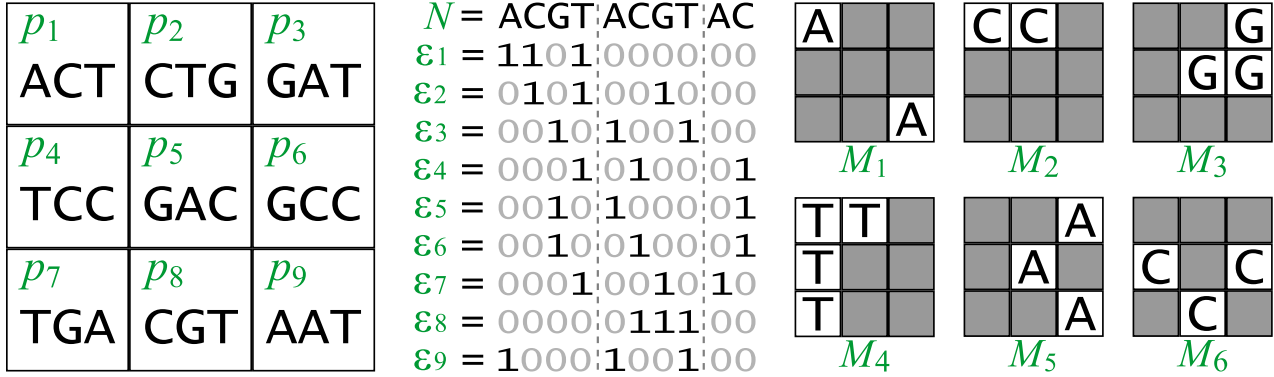 p1 p2 p3
ACT CTG GAT
p4 p5 p6
TCC GAC GCC
p7 p8 p9
TGA CGT AAT
N = ACGT ACGT AC
ε1 = 1101 0000 00
ε2 = 0101 0010 00
ε3 = 0010 1001 00
ε4 = 0001 0100 01
ε5 = 0010 1000 01
ε6 = 0010 0100 01
ε7 = 0001 0010 10
ε8 = 0000 0111 00
ε9 = 1000 1001 00
A
A
M1
C C
M2
G
G G
M3
T T
T
T
M4
A
A
A
M5
C C
C
M6